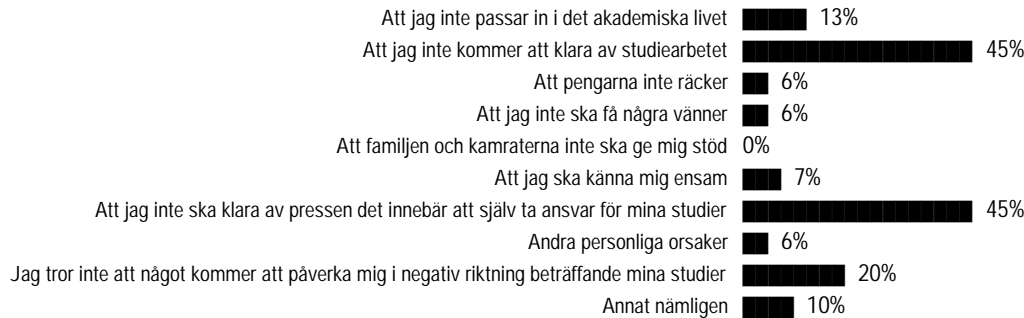 Att jag inte passar in i det akademiska livet 13%
Att jag inte kommer att klara av studiearbetet 45%
Att pengarna inte räcker 6%
Att jag inte ska få några vänner 6%
Att familjen och kamraterna inte ska ge mig stöd 0%
Att jag ska känna mig ensam 7%
Att jag inte ska klara av pressen det innebär att själv ta ansvar för mina studier 45%
Andra personliga orsaker 6%
Jag tror inte att något kommer att påverka mig i negativ riktning beträffande mina studier 20%
Annat nämligen 10%